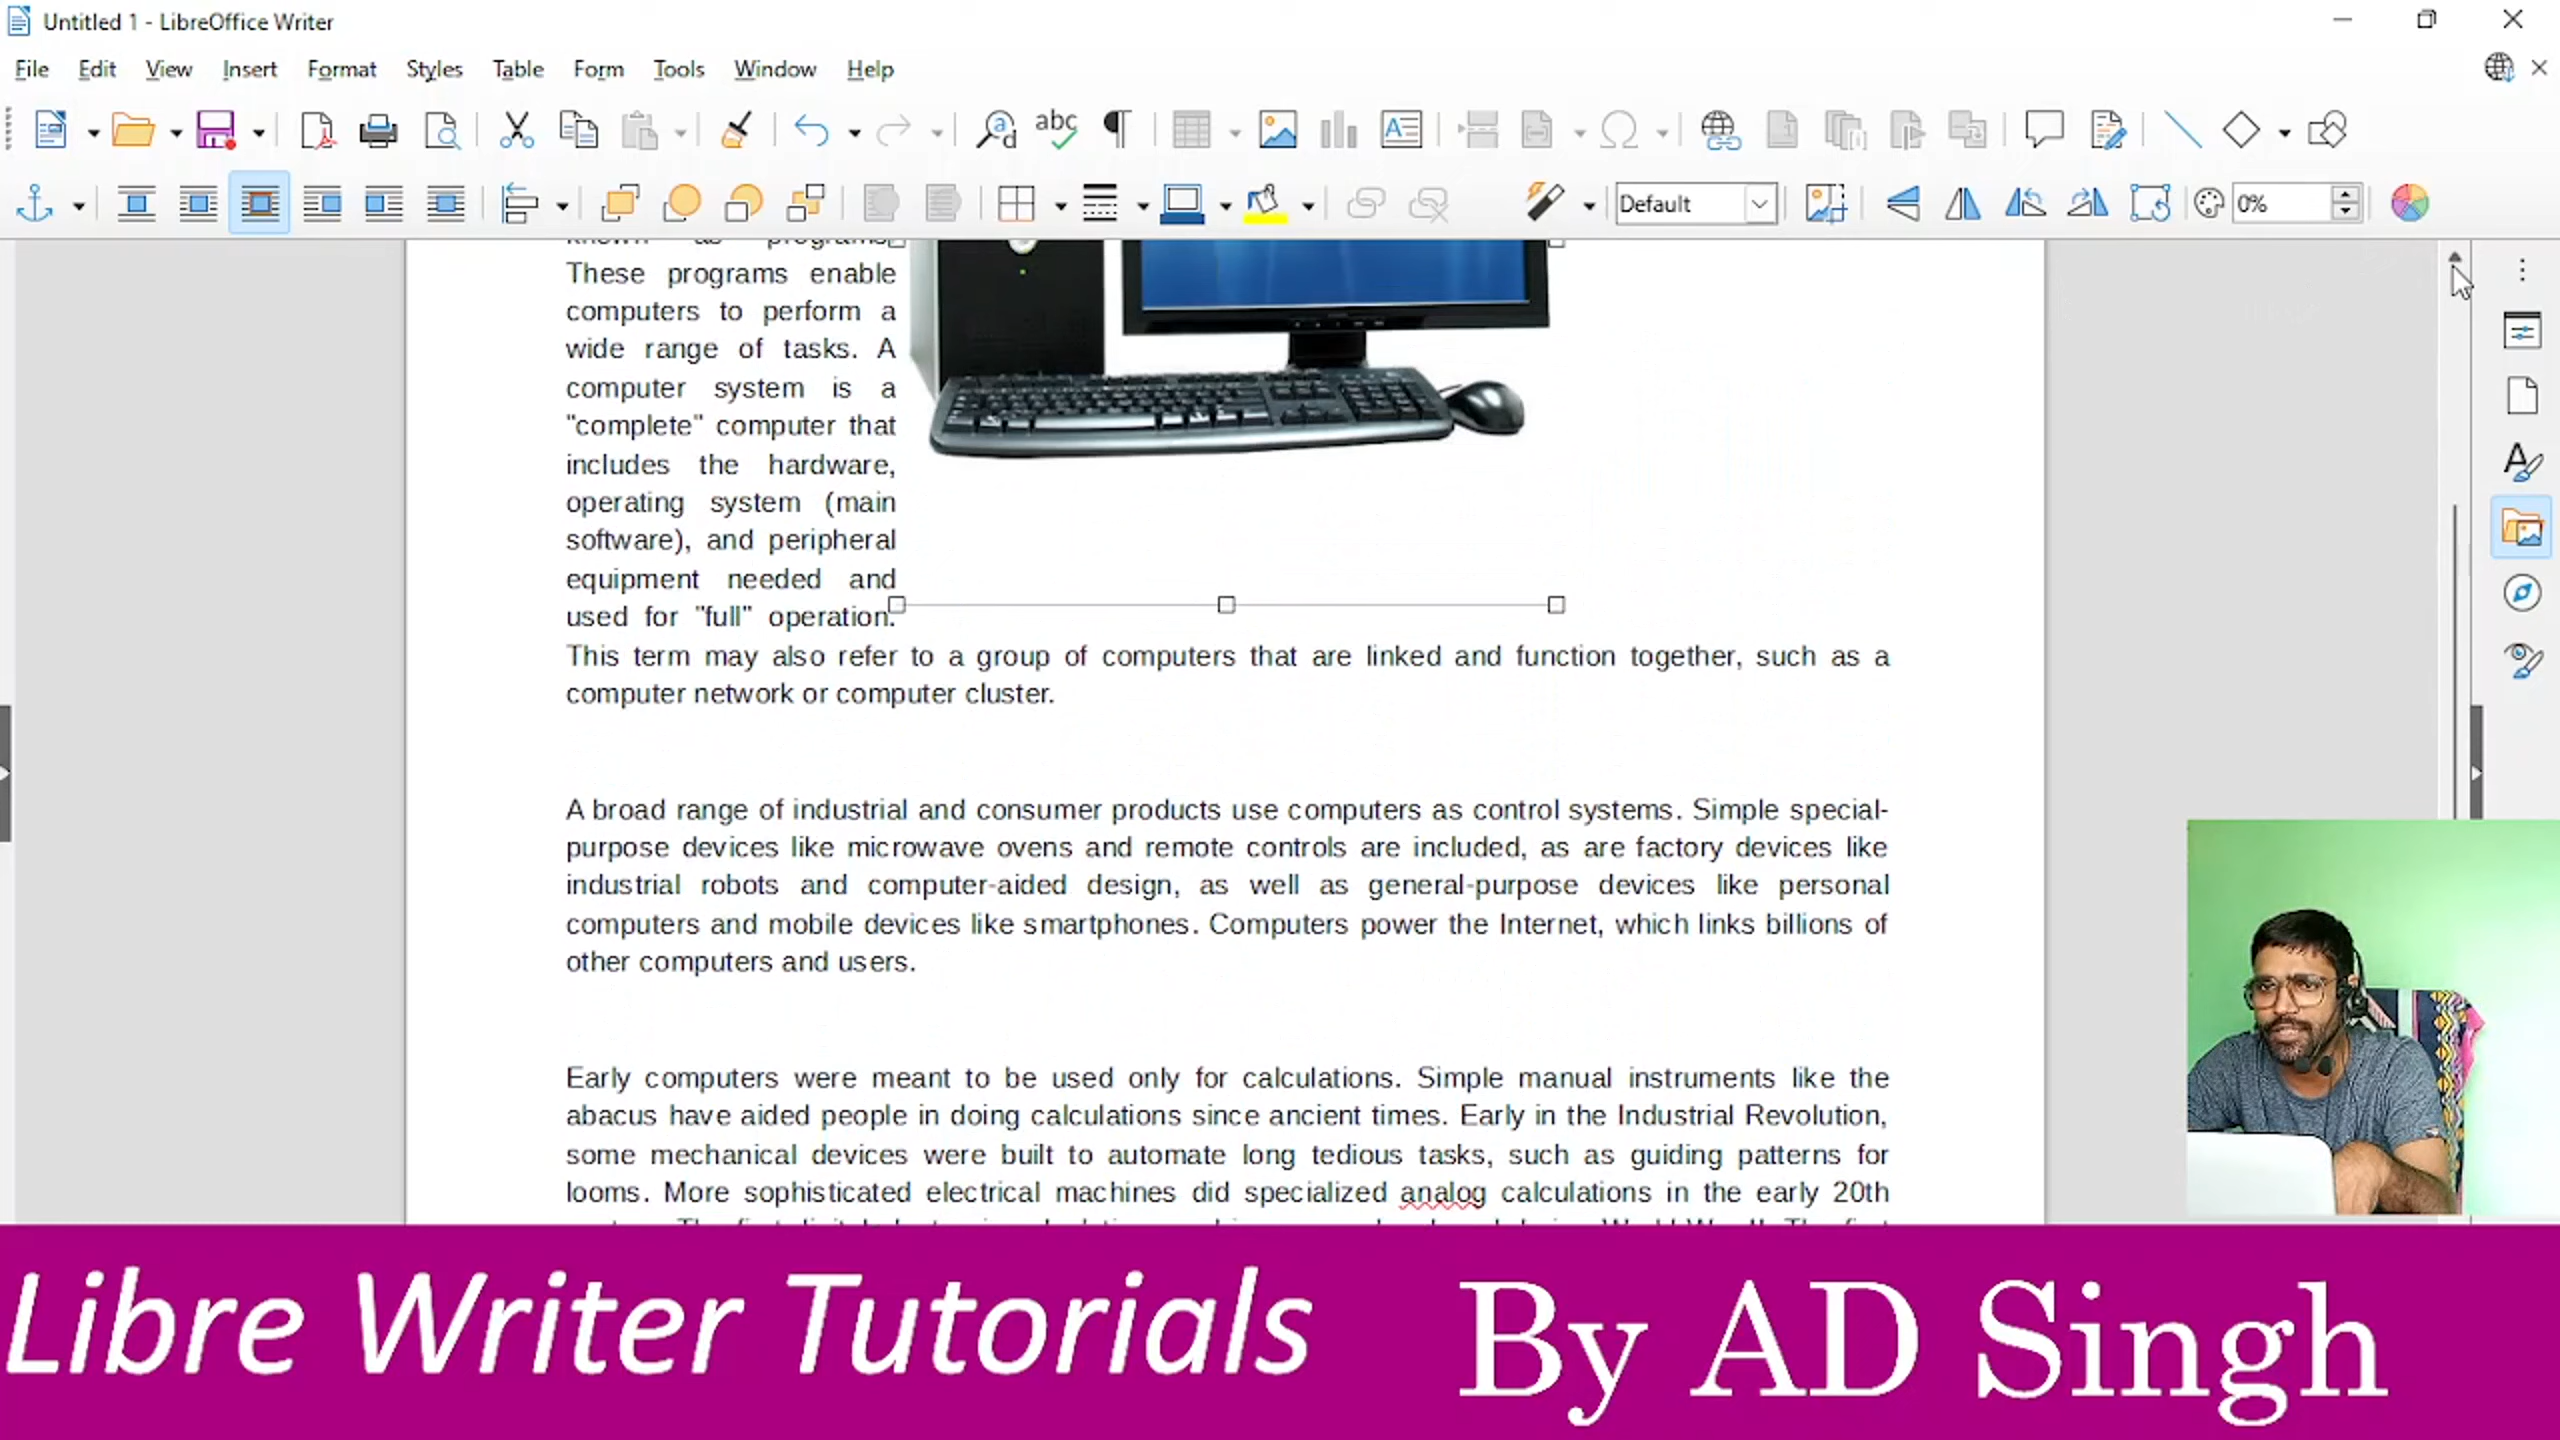 Untitled 1 - LibreOffice Writer
File Edit View Insert Format Styles Table Form Tools Window Help
Default
0%
known as programs.
These programs enable
computers to perform a
wide range of tasks. A
computer system is a
"complete" computer that
includes the hardware,
operating system (main
software), and peripheral
equipment needed and
used for "full" operation.
This term may also refer to a group of computers that are linked and function together, such as a
computer network or computer cluster.
A broad range of industrial and consumer products use computers as control systems. Simple special-
purpose devices like microwave ovens and remote controls are included, as are factory devices like
industrial robots and computer-aided design, as well as general-purpose devices like personal
computers and mobile devices like smartphones. Computers power the Internet, which links billions of
other computers and users.
Early computers were meant to be used only for calculations. Simple manual instruments like the
abacus have aided people in doing calculations since ancient times. Early in the Industrial Revolution,
some mechanical devices were built to automate long tedious tasks, such as guiding patterns for
looms. More sophisticated electrical machines did specialized analog calculations in the early 20th
Libre Writer Tutorials By AD Singh